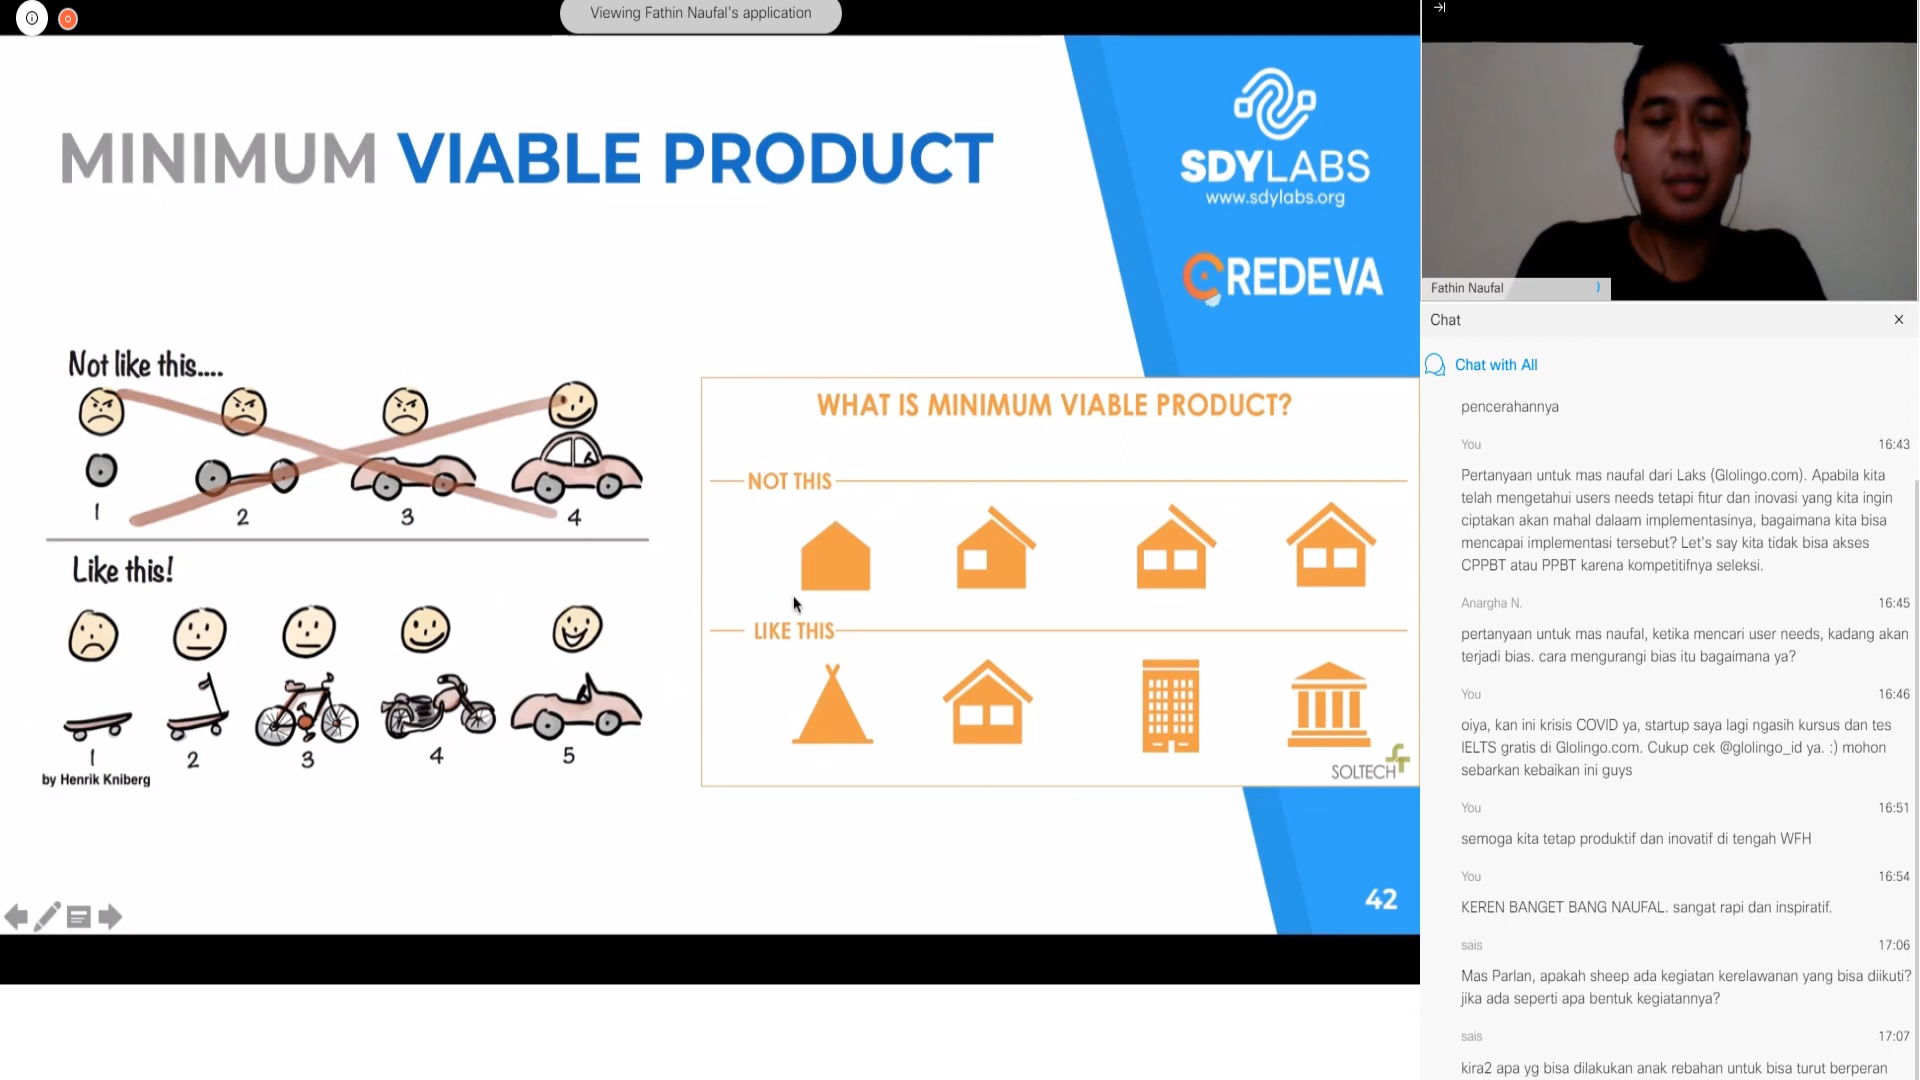 Viewing Fathin Naufal's application
MINIMUM VIABLE PRODUCT
SDYLABS
www.sdylabs.org
CREDEVA
Not like this....
1
2
3
4
Like this!
1
2
3
4
5
by Henrik Kniberg
WHAT IS MINIMUM VIABLE PRODUCT?
NOT THIS
LIKE THIS
SOLTECH
42
Fathin Naufal
Chat
Chat with All
pencerahannya
You 16:43
Pertanyaan untuk mas naufal dari Laks (Glolingo.com). Apabila kita
telah mengetahui users needs tetapi fitur dan inovasi yang kita ingin
ciptakan akan mahal dalaam implementasinya, bagaimana kita bisa
mencapai implementasi tersebut? Let's say kita tidak bisa akses
CPPBT atau PPBT karena kompetitifnya seleksi.
Anargha N. 16:45
pertanyaan untuk mas naufal, ketika mencari user needs, kadang akan
terjadi bias. cara mengurangi bias itu bagaimana ya?
You 16:46
oiya, kan ini krisis COVID ya, startup saya lagi ngasih kursus dan tes
IELTS gratis di Glolingo.com. Cukup cek @glolingo_id ya. :) mohon
sebarkan kebaikan ini guys
You 16:51
semoga kita tetap produktif dan inovatif di tengah WFH
You 16:54
KEREN BANGET BANG NAUFAL. sangat rapi dan inspiratif.
sais 17:06
Mas Parlan, apakah sheep ada kegiatan kerelawanan yang bisa diikuti?
jika ada seperti apa bentuk kegiatannya?
sais 17:07
kira2 apa yg bisa dilakukan anak rebahan untuk bisa turut berperan